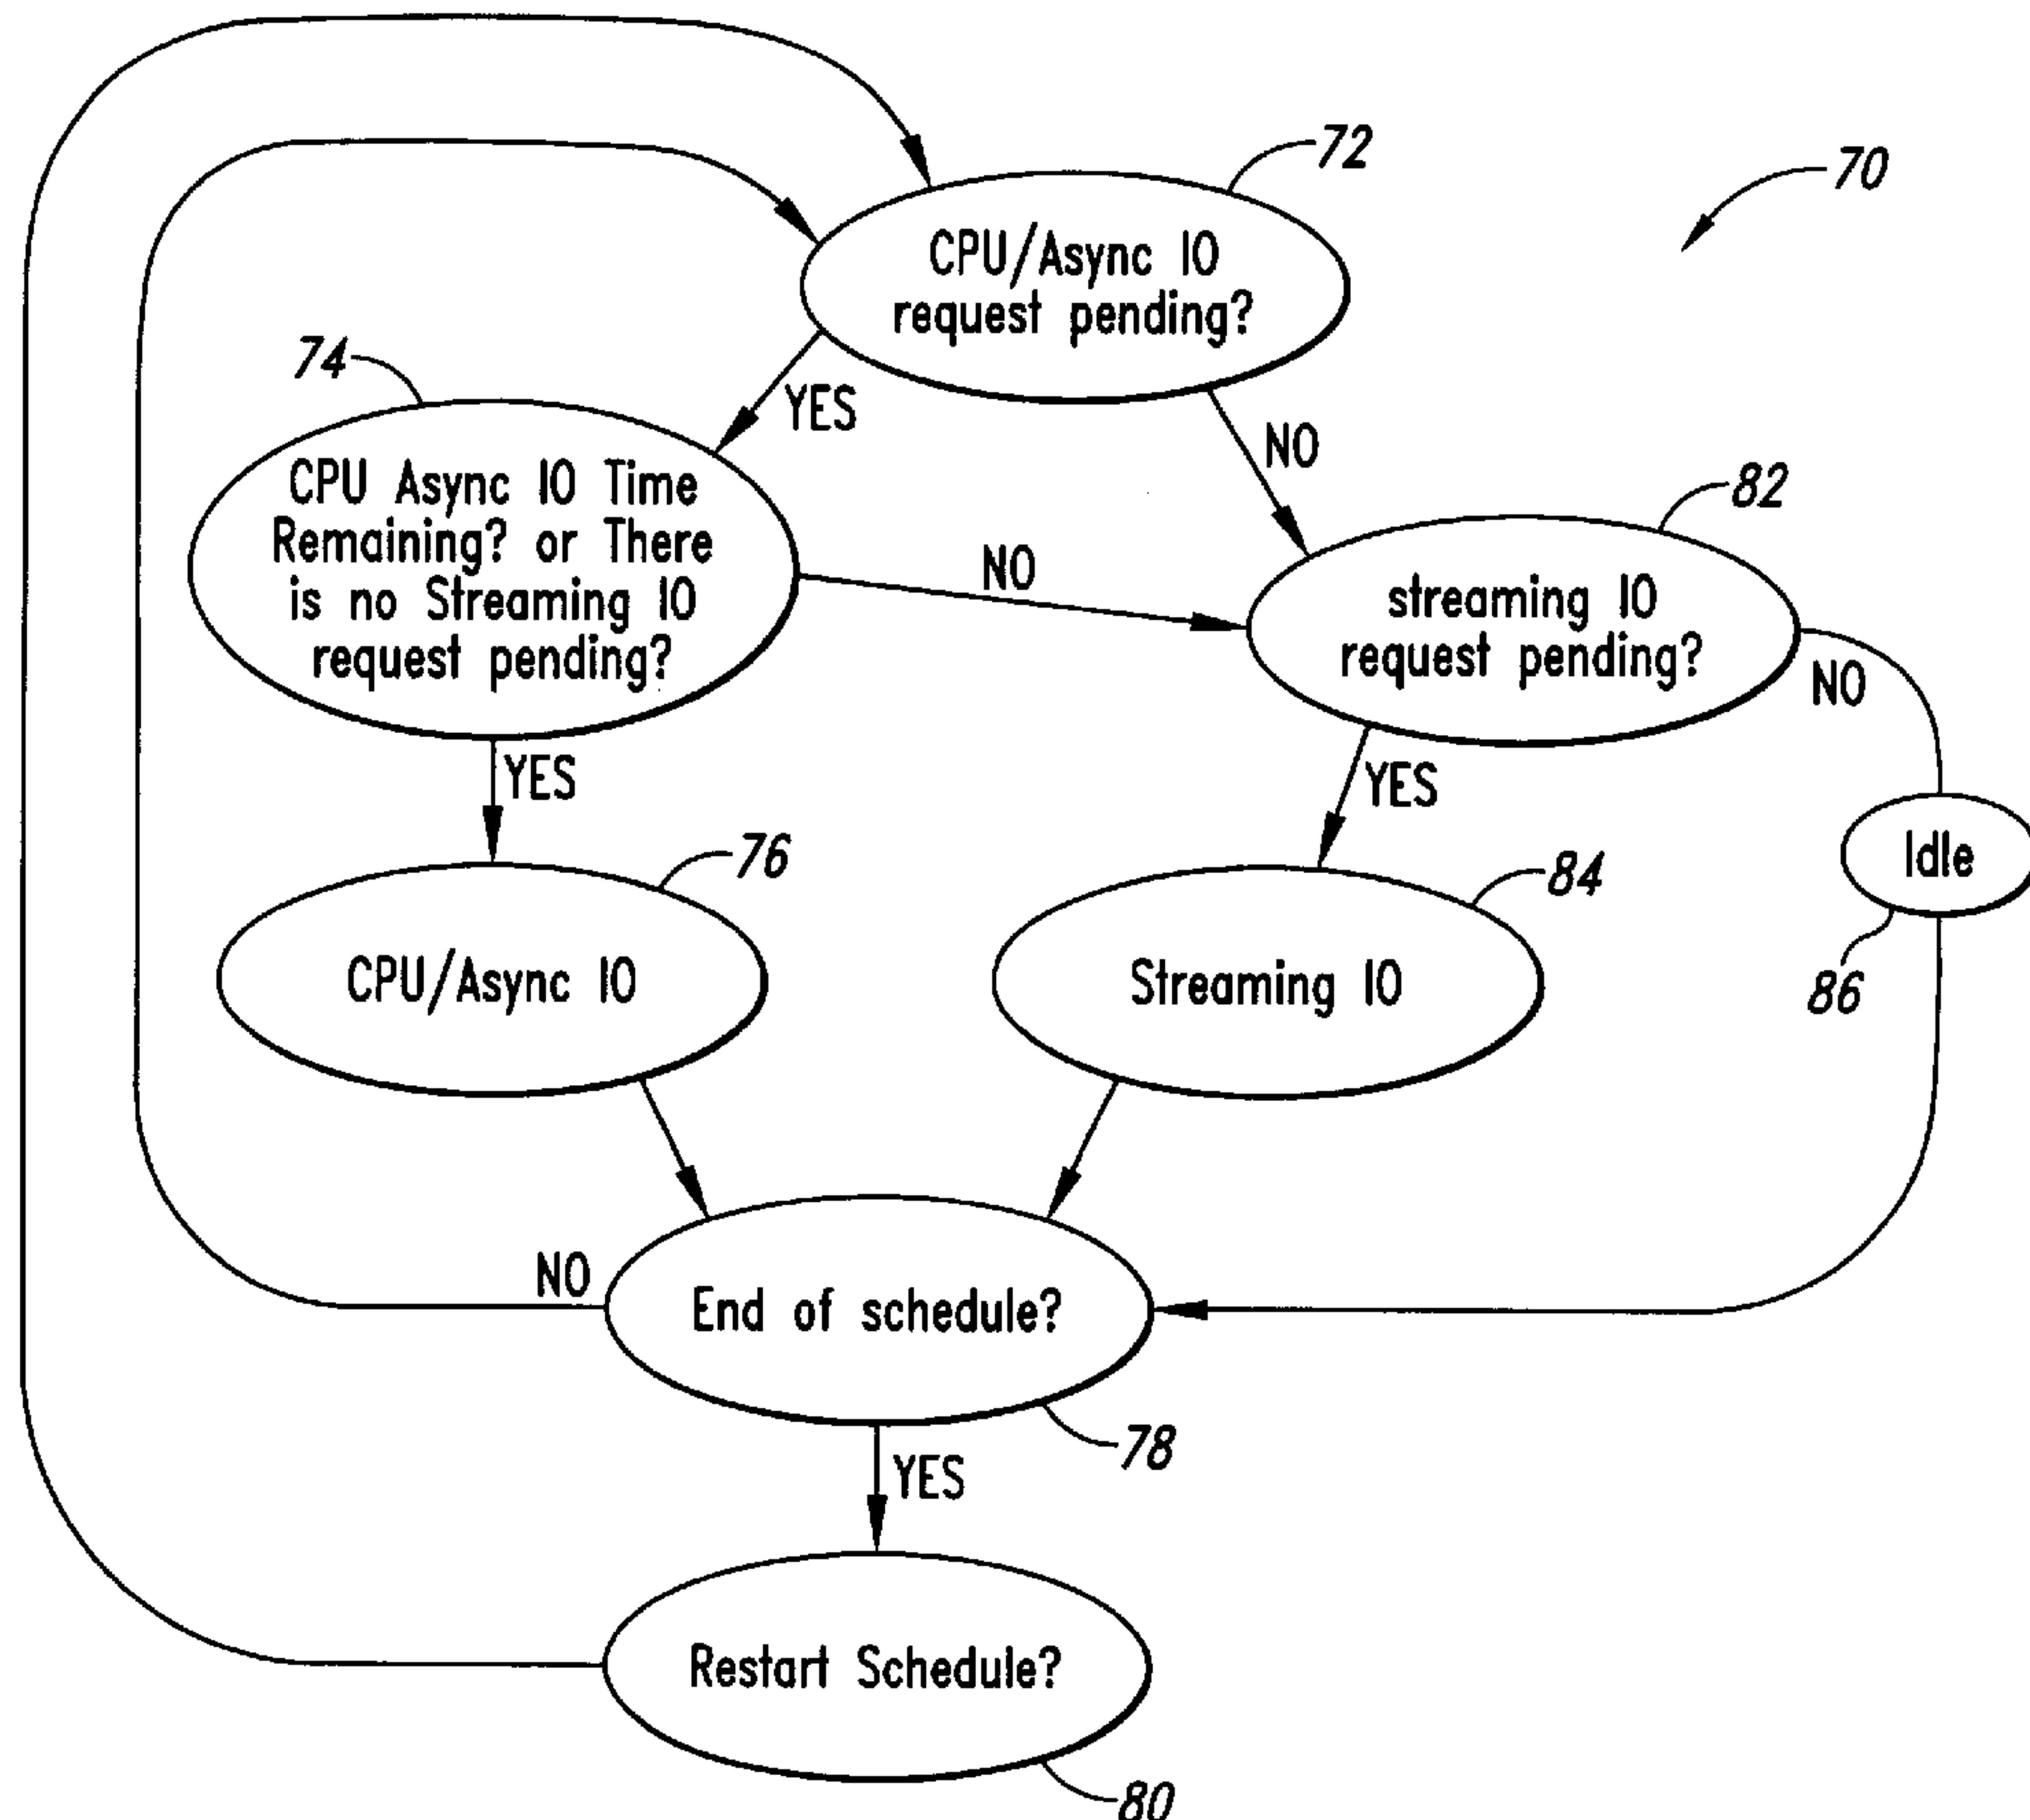 72
70
CPU/Async IO
request pending?
74
YES
NO
CPU Async IO Time
Remaining? or There
is no Streaming IO
request pending?
NO
82
streaming IO
request pending?
NO
YES
YES
76
84
Idle
86
CPU/Async IO
Streaming IO
NO
End of schedule?
78
YES
Restart Schedule?
80